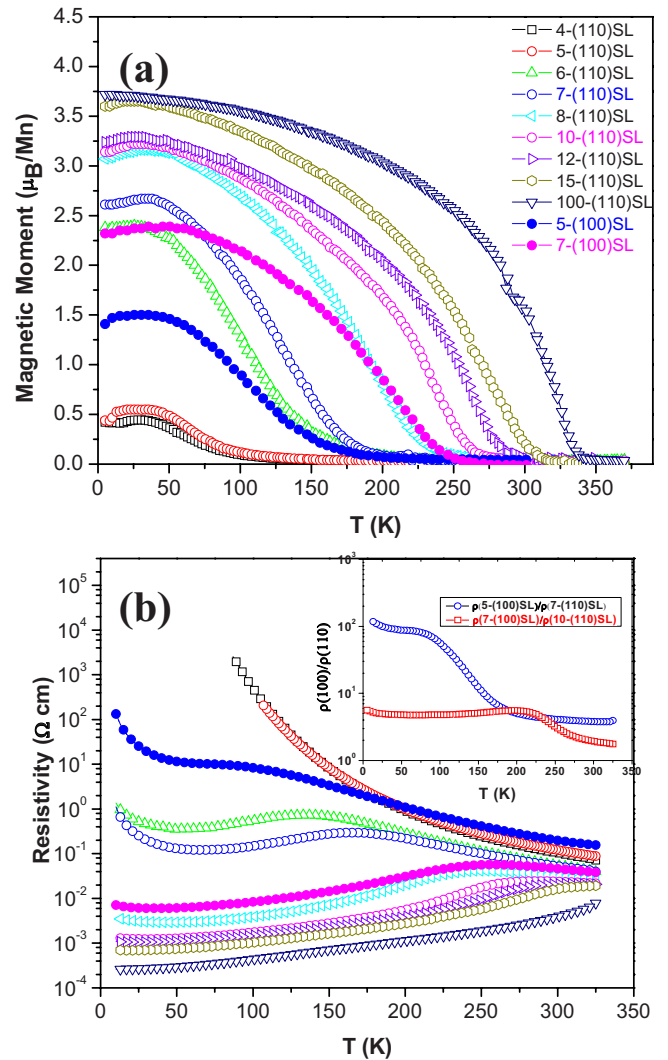 (a)
4.5
4.0
3.5
3.0
2.5
2.0
1.5
1.0
0.5
0.0
Magnetic Moment (μB/Mn)
4-(110)SL
5-(110)SL
6-(110)SL
7-(110)SL
8-(110)SL
10-(110)SL
12-(110)SL
15-(110)SL
100-(110)SL
5-(100)SL
7-(100)SL
0 50 100 150 200 250 300 350
T (K)
(b)
10^5
10^4
10^3
10^2
10^1
10^0
10^-1
10^-2
10^-3
10^-4
Resistivity (Ω cm)
10^3
10^2
10^1
10^0
ρ(100)/ρ(110)
ρ(5-(100)SL)/ρ(7-(110)SL)
ρ(7-(100)SL)/ρ(10-(110)SL)
0 50 100 150 200 250 300 350
T (K)
0 50 100 150 200 250 300 350
T (K)